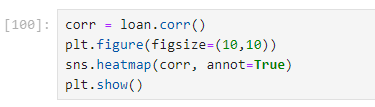 [100]: corr = loan.corr()
plt.figure(figsize=(10,10))
sns.heatmap(corr, annot=True)
plt.show()